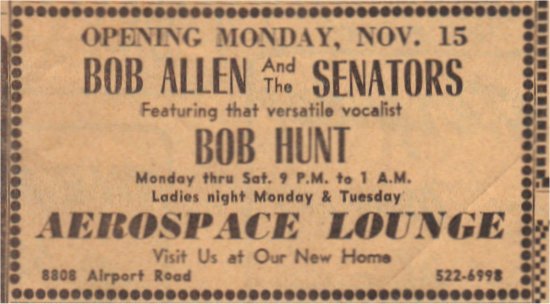 OPENING MONDAY, NOV. 15
BOB ALLEN And The SENATORS
Featuring that versatile vocalist
BOB HUNT
Monday thru Sat. 9 P.M. to 1 A.M.
Ladies night Monday & Tuesday
AEROSPACE LOUNGE
Visit Us at Our New Home
8808 Airport Road 522-6998